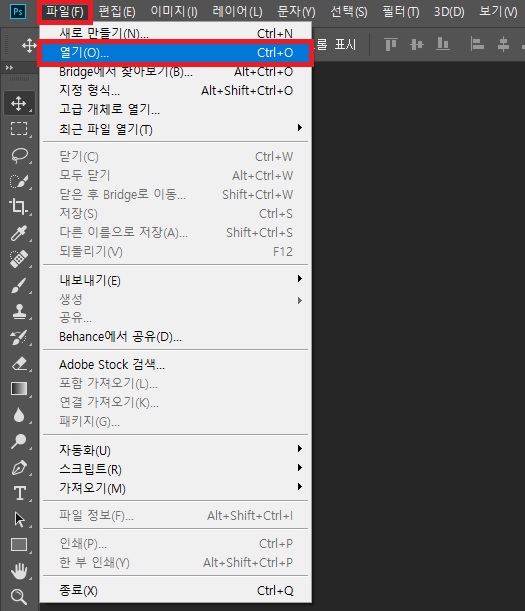 Ps 파일(F) 편집(E) 이미지(I) 레이어(L) 문자(Y) 선택(S) 필터(T) 3D(D) 보기(V)
새로 만들기(N)... Ctrl+N
열기(O)... Ctrl+O 표시
Bridge에서 찾아보기(B)... Alt+Ctrl+O
지정 형식... Alt+Shift+Ctrl+O
고급 개체로 열기...
최근 파일 열기(T)
닫기(C) Ctrl+W
모두 닫기 Alt+Ctrl+W
닫은 후 Bridge로 이동... Shift+Ctrl+W
저장(S) Ctrl+S
다른 이름으로 저장(A)... Shift+Ctrl+S
되돌리기(V) F12
내보내기(E)
생성
공유...
Behance에서 공유(D)...
Adobe Stock 검색...
포함 가져오기(L)...
연결 가져오기(K)...
패키지(G)...
자동화(U)
스크립트(R)
가져오기(M)
파일 정보(F)... Alt+Shift+Ctrl+I
인쇄(P)... Ctrl+P
한 부 인쇄(Y) Alt+Shift+Ctrl+P
종료(X) Ctrl+Q